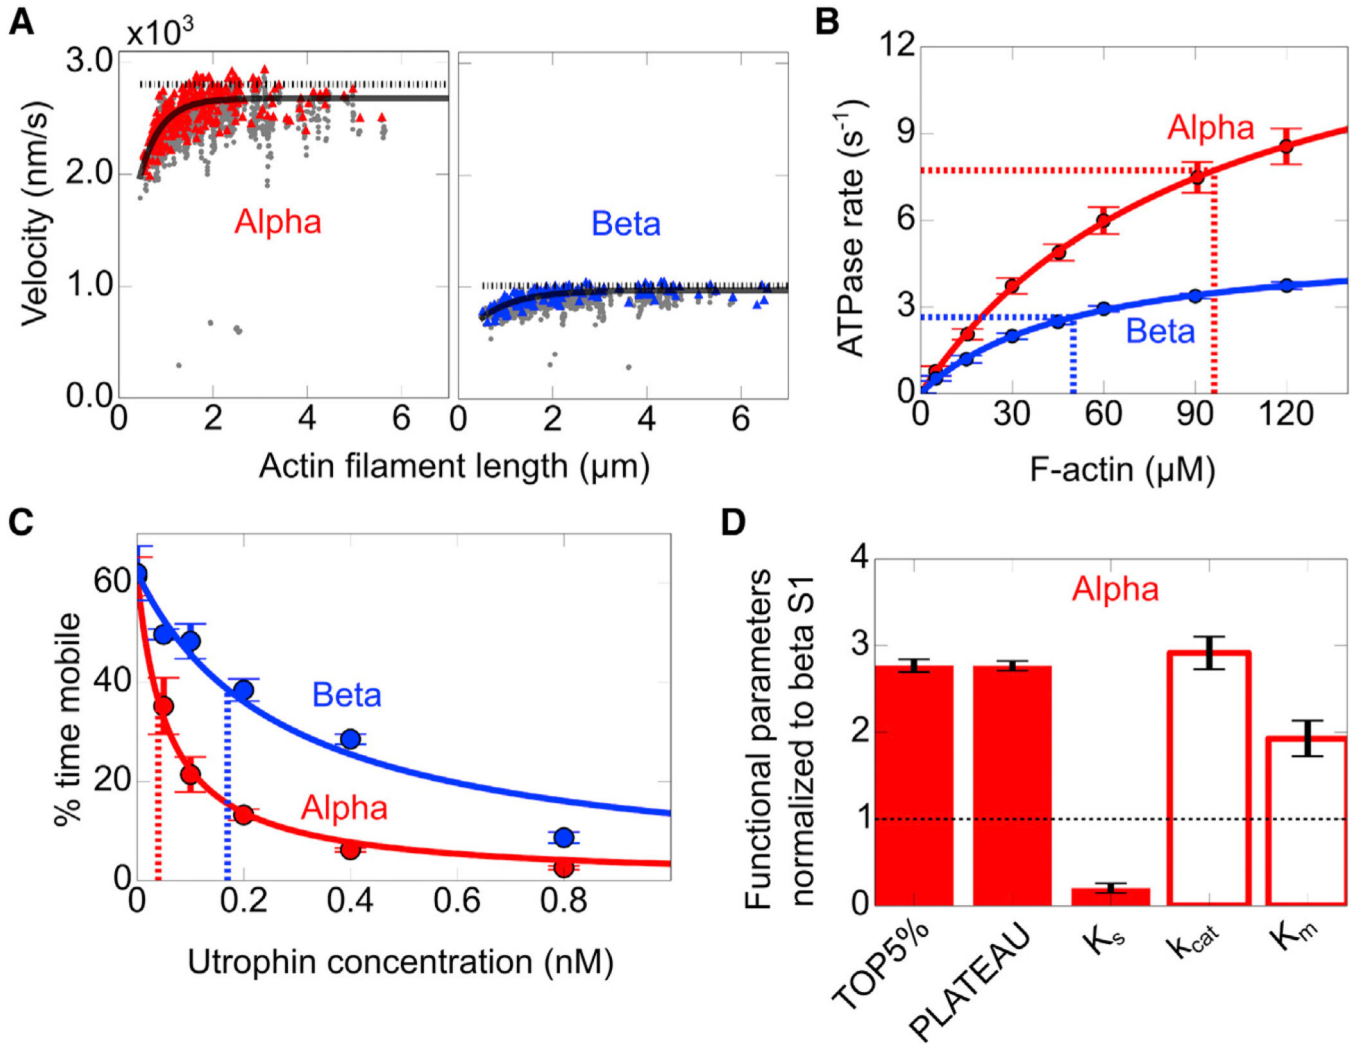 A
x10³
3.0
2.0
1.0
0.0
Velocity (nm/s)
Alpha
Beta
0 2 4 6
0 2 4 6
Actin filament length (μm)
B
12
9
6
3
0
ATPase rate (s⁻¹)
Alpha
Beta
0 30 60 90 120
F-actin (μM)
C
60
40
20
0
% time mobile
Beta
Alpha
0 0.2 0.4 0.6 0.8
Utrophin concentration (nM)
D
Functional parameters
normalized to beta S1
4
3
2
1
0
Alpha
TOP5%
PLATEAU
Kₛ
k_cat
Kₘ